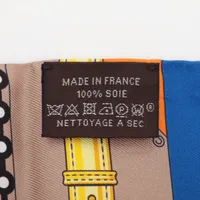 MADE IN FRANCE
100% SOIE
NETTOYAGE A SEC